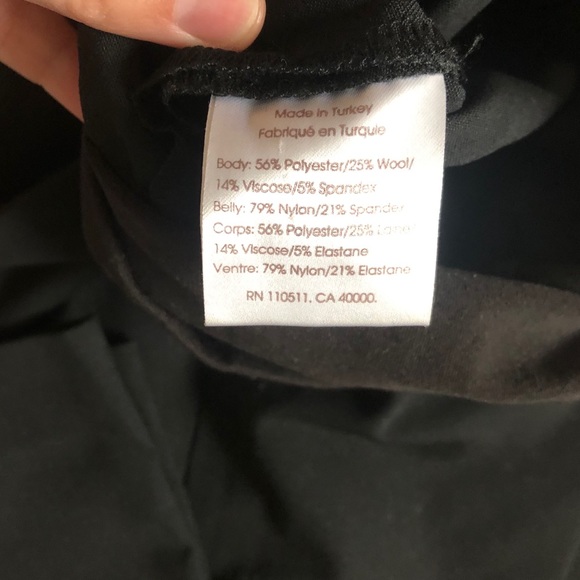 Made in Turkey
Fabriqué en Turquie
Body: 56% Polyester/25% Wool/
14% Viscose/5% Spandex
Belly: 79% Nylon/21% Spandex
Corps: 56% Polyester/25% Laine
14% Viscose/5% Elastane
Ventre: 79% Nylon/21% Elastane
RN 110511, CA 40000.